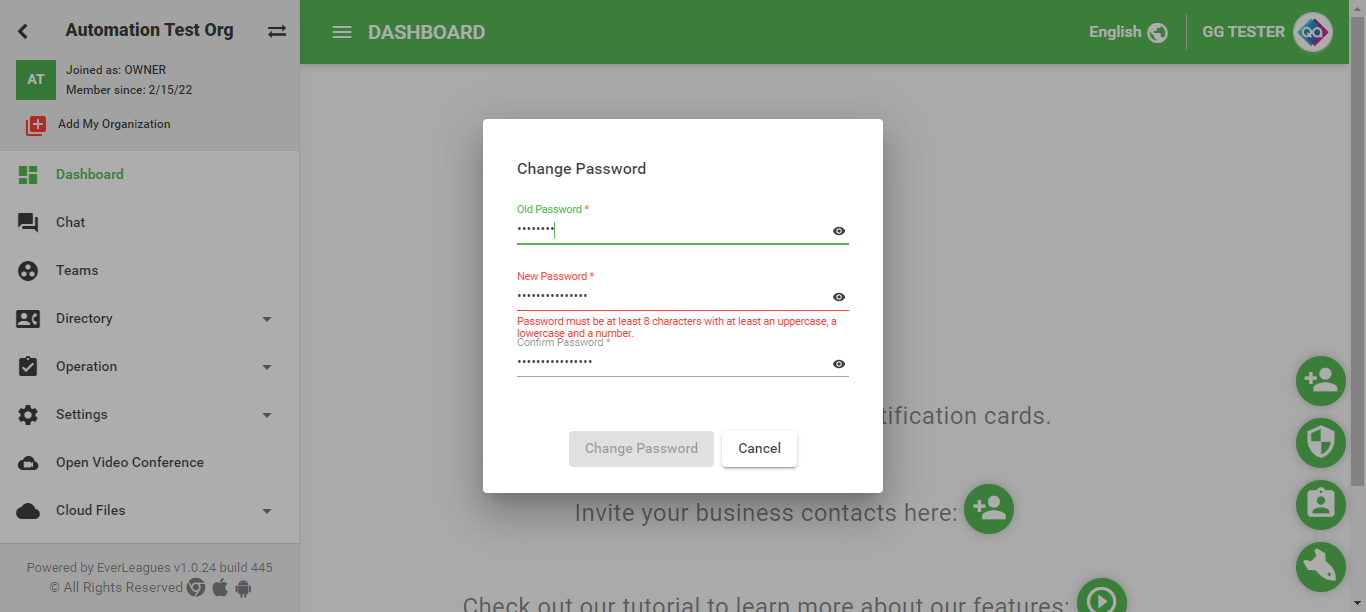 Automation Test Org
AT
Joined as: OWNER
Member since: 2/15/22
Add My Organization
Dashboard
Chat
Teams
Directory
Operation
Settings
Open Video Conference
Cloud Files
Powered by EverLeagues v1.0.24 build 445
© All Rights Reserved
DASHBOARD
English
GG TESTER
QA
Change Password
Old Password *
••••••••
New Password *
•••••••••••••••
Password must be at least 8 characters with at least an uppercase, a
lowercase and a number.
Confirm Password *
••••••••••••••••
Change Password
Cancel
cards.
Invite your business contacts here:
Check out our tutorial to learn more about our features: